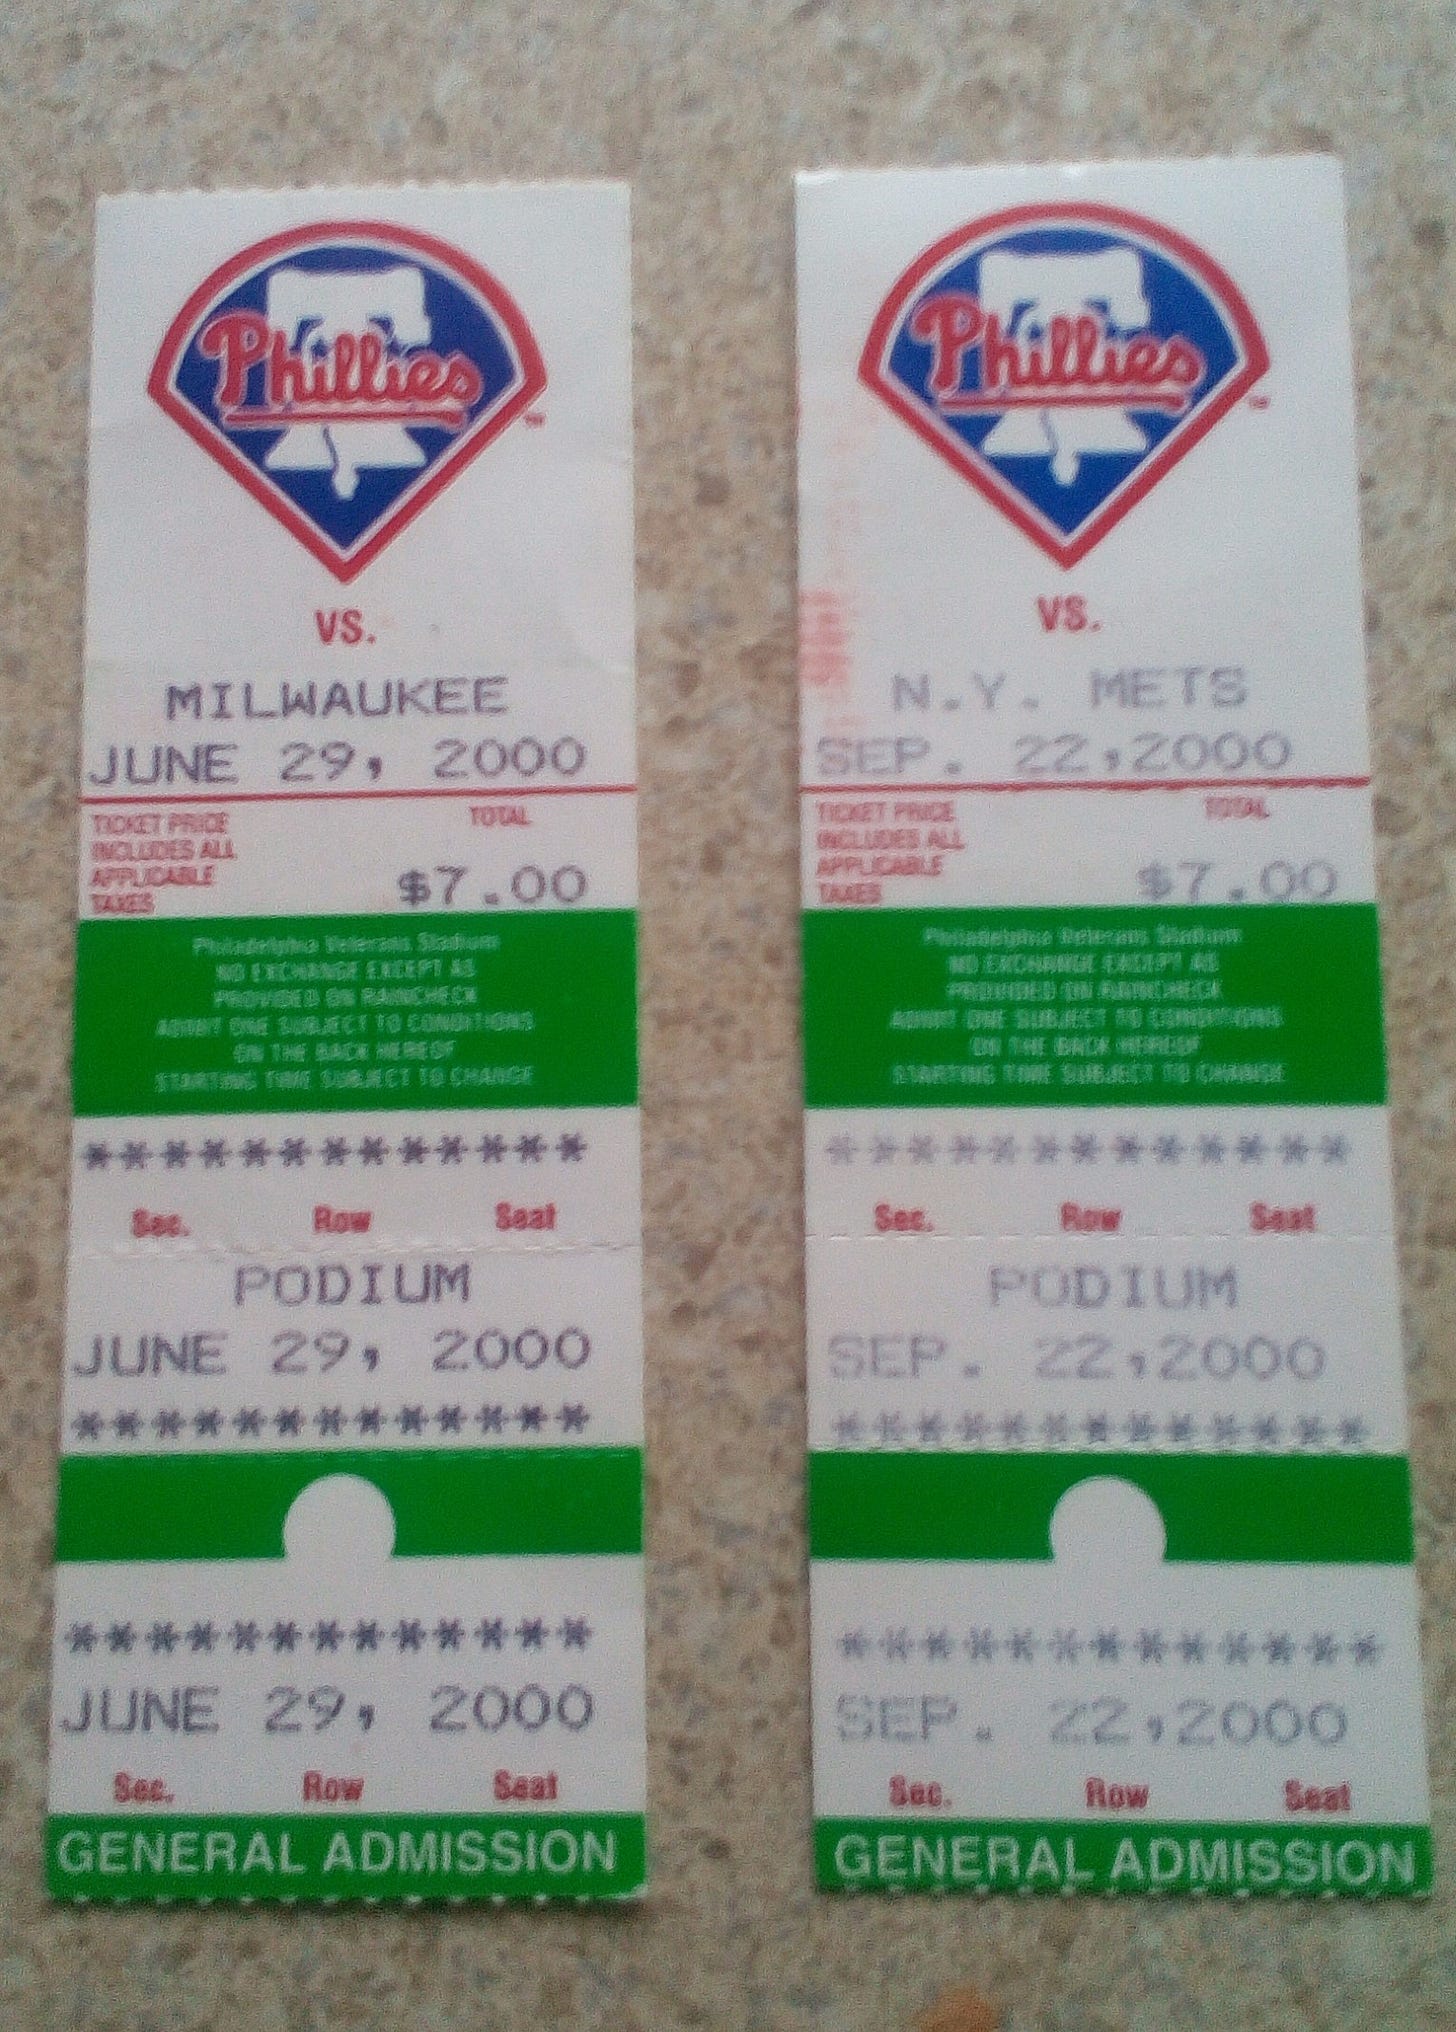 Phillies
TM
VS.
MILWAUKEE
JUNE 29, 2000
TICKET PRICE
INCLUDES ALL
APPLICABLE
TAXES
TOTAL
$7.00
Philadelphia Veterans Stadium
NO EXCHANGE EXCEPT AS
PROVIDED ON RAINCHECK
ADMIT ONE SUBJECT TO CONDITIONS
ON THE BACK HEREOF
STARTING TIME SUBJECT TO CHANGE
*************
Sec. Row Seat
PODIUM
JUNE 29, 2000
*************
*************
JUNE 29, 2000
Sec. Row Seat
GENERAL ADMISSION
Phillies
TM
VS.
N.Y. METS
SEP. 22,2000
TICKET PRICE
INCLUDES ALL
APPLICABLE
TAXES
TOTAL
$7.00
Philadelphia Veterans Stadium
NO EXCHANGE EXCEPT AS
PROVIDED ON RAINCHECK
ADMIT ONE SUBJECT TO CONDITIONS
ON THE BACK HEREOF
STARTING TIME SUBJECT TO CHANGE
*************
Sec. Row Seat
PODIUM
SEP. 22,2000
*************
*************
SEP. 22,2000
Sec. Row Seat
GENERAL ADMISSION